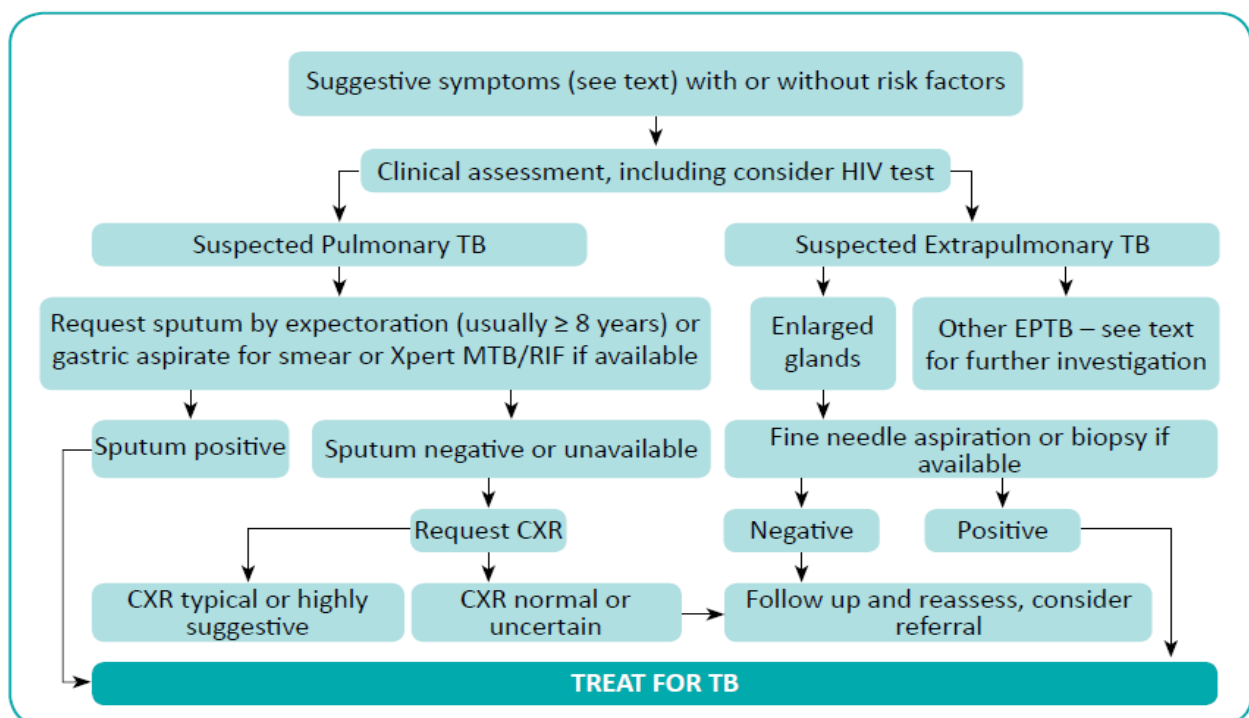 Suggestive symptoms (see text) with or without risk factors
Clinical assessment, including consider HIV test
Suspected Pulmonary TB
Suspected Extrapulmonary TB
Request sputum by expectoration (usually ≥ 8 years) or
gastric aspirate for smear or Xpert MTB/RIF if available
Enlarged
glands
Other EPTB – see text
for further investigation
Sputum positive
Sputum negative or unavailable
Fine needle aspiration or biopsy if
available
Request CXR
Negative
Positive
CXR typical or highly
suggestive
CXR normal or
uncertain
Follow up and reassess, consider
referral
TREAT FOR TB